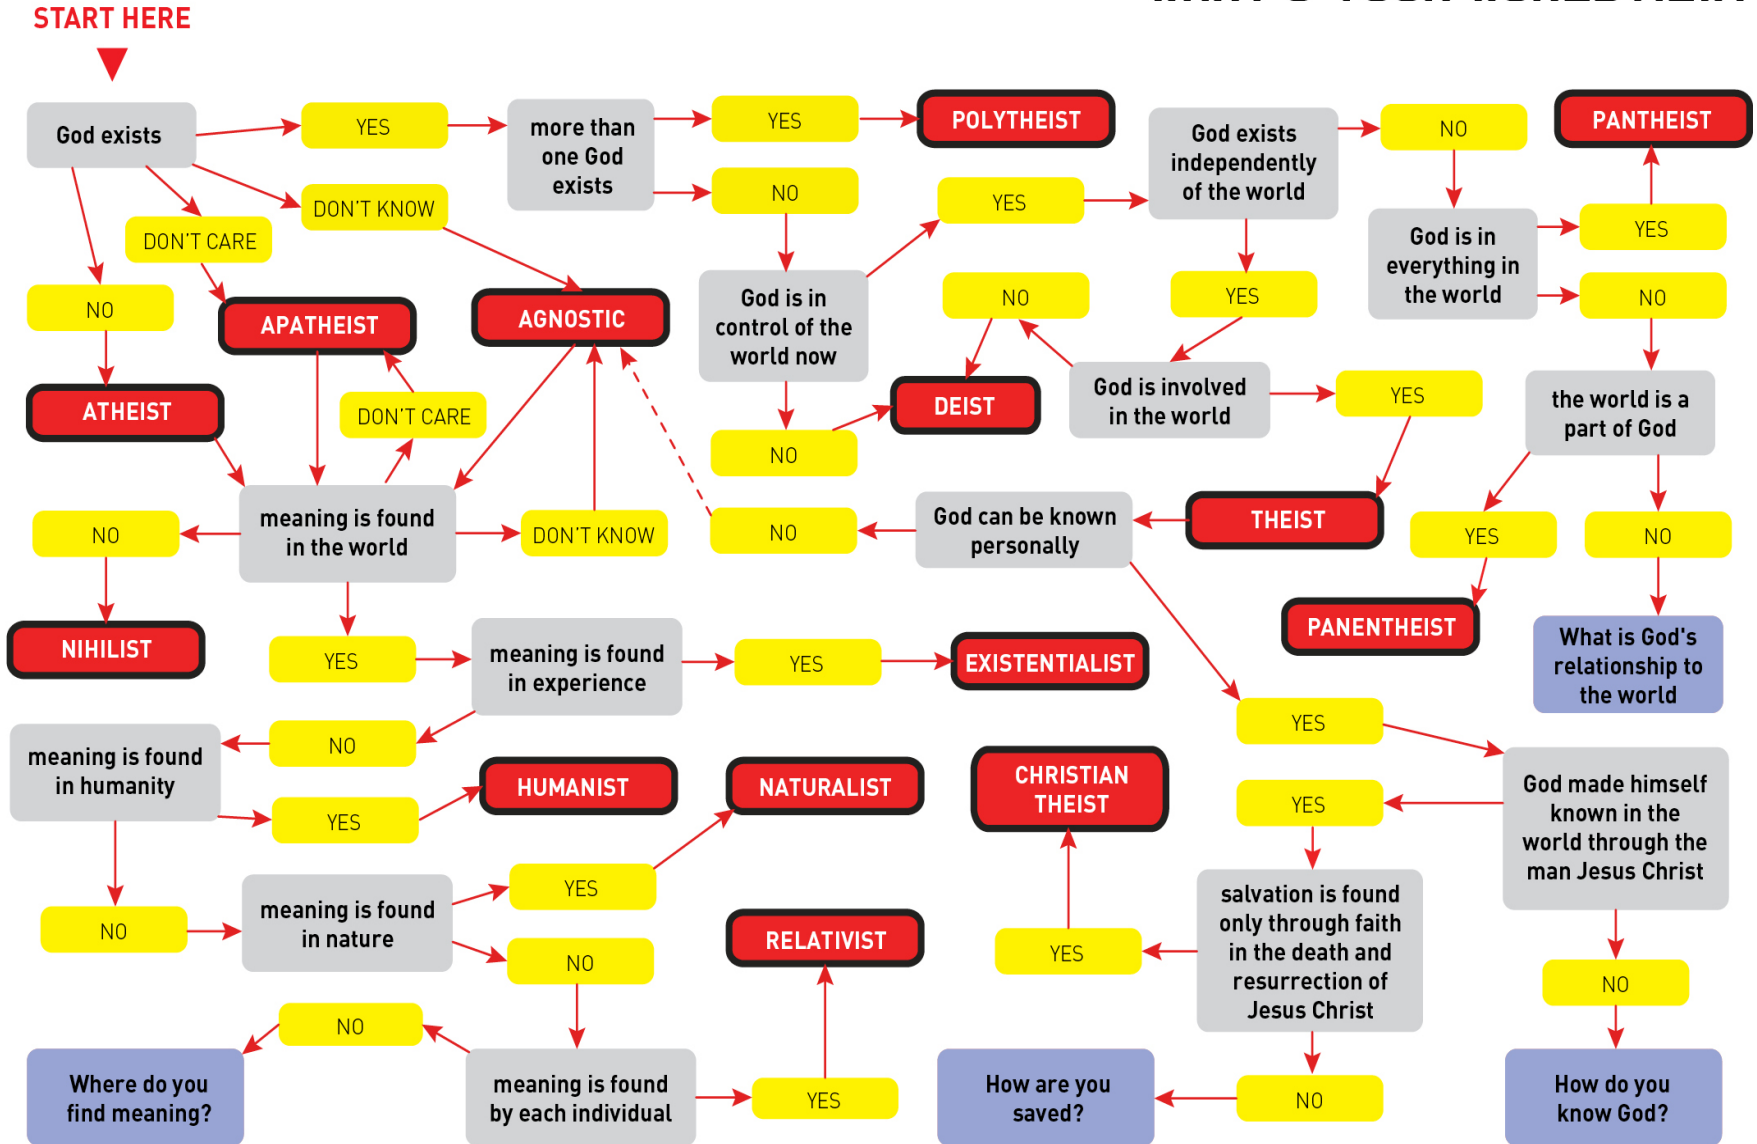 START HERE
God exists
YES
more than
one God
exists
YES
POLYTHEIST
God exists
independently
of the world
NO
PANTHEIST
DON'T KNOW
NO
YES
DON'T CARE
God is in
everything in
the world
YES
NO
APATHEIST
AGNOSTIC
God is in
control of the
world now
NO
YES
NO
ATHEIST
DON'T CARE
DEIST
God is involved
in the world
YES
the world is a
part of God
NO
NO
meaning is found
in the world
DON'T KNOW
NO
God can be known
personally
THEIST
YES
NO
NIHILIST
YES
meaning is found
in experience
YES
EXISTENTIALIST
PANENTHEIST
What is God's
relationship to
the world
meaning is found
in humanity
NO
YES
HUMANIST
NATURALIST
CHRISTIAN
THEIST
YES
YES
God made himself
known in the
world through the
man Jesus Christ
NO
meaning is found
in nature
YES
NO
RELATIVIST
YES
salvation is found
only through faith
in the death and
resurrection of
Jesus Christ
NO
NO
Where do you
find meaning?
meaning is found
by each individual
YES
How are you
saved?
NO
How do you
know God?